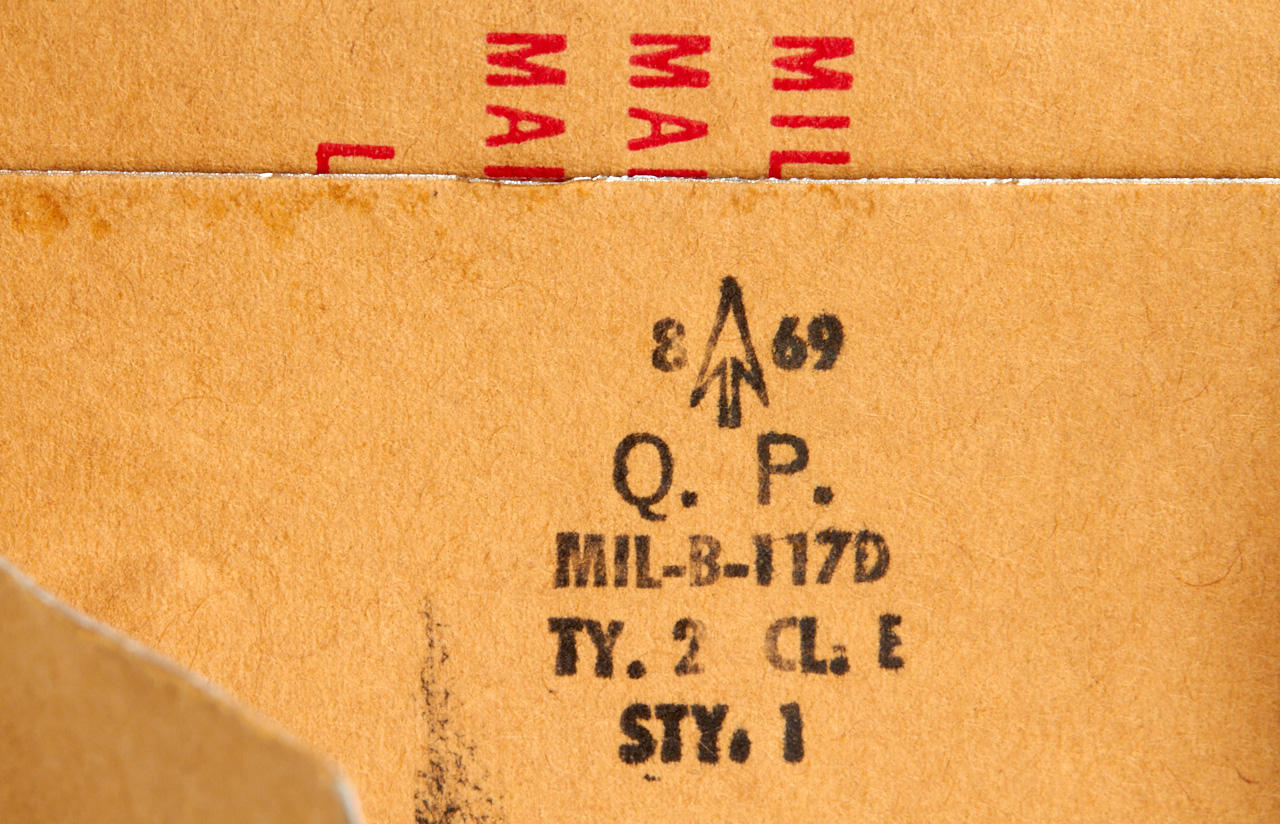 MIL
MA
MA
L
8 69
Q. P.
MIL-B-117D
TY. 2 CL. E
STY. 1